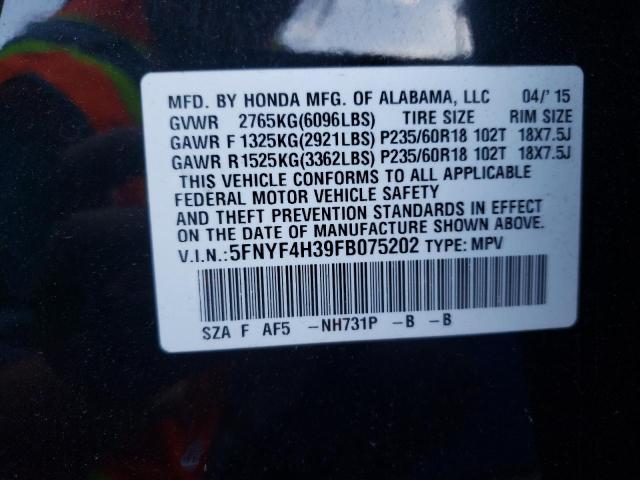 MFD. BY HONDA MFG. OF ALABAMA, LLC 04/'15
GVWR 2765KG(6096LBS) TIRE SIZE RIM SIZE
GAWR F 1325KG(2921LBS) P235/60R18 102T 18X7.5J
GAWR R 1525KG(3362LBS) P235/60R18 102T 18X7.5J
THIS VEHICLE CONFORMS TO ALL APPLICABLE
FEDERAL MOTOR VEHICLE SAFETY
AND THEFT PREVENTION STANDARDS IN EFFECT
ON THE DATE OF MANUFACTURE SHOWN ABOVE.
V.I.N.:5FNYF4H39FB075202 TYPE: MPV
SZA F AF5 -NH731P -B -B